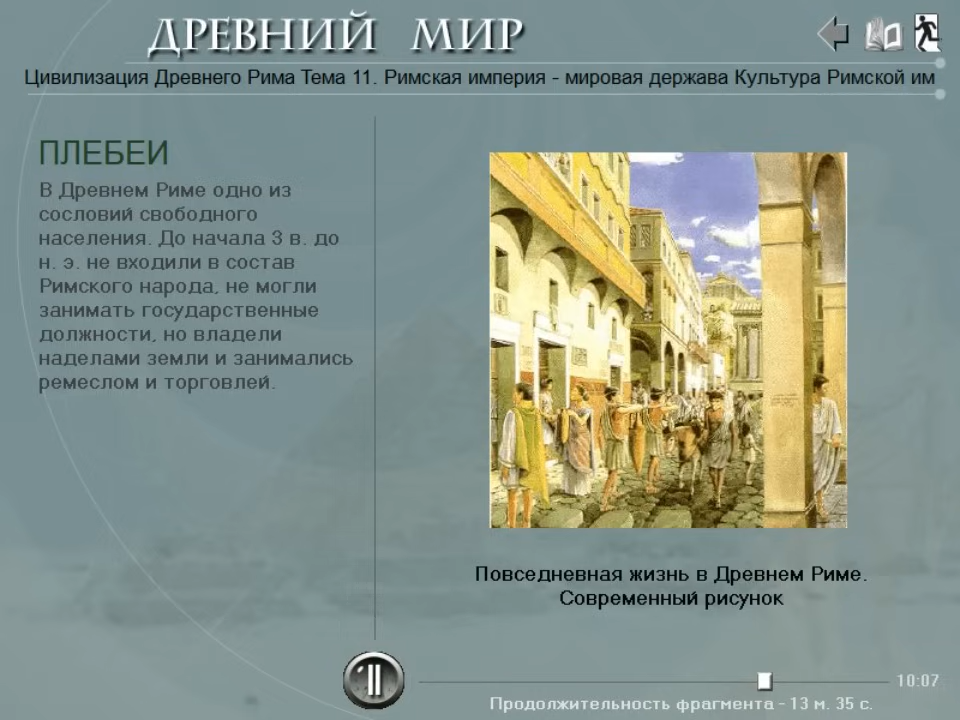 ДРЕВНИЙ МИР
Цивилизация Древнего Рима Тема 11. Римская империя - мировая держава Культура Римской им
ПЛЕБЕИ
В Древнем Риме одно из
сословий свободного
населения. До начала 3 в. до
н. э. не входили в состав
Римского народа, не могли
занимать государственные
должности, но владели
наделами земли и занимались
ремеслом и торговлей.
Повседневная жизнь в Древнем Риме.
Современный рисунок
10:07
Продолжительность фрагмента - 13 м. 35 с.